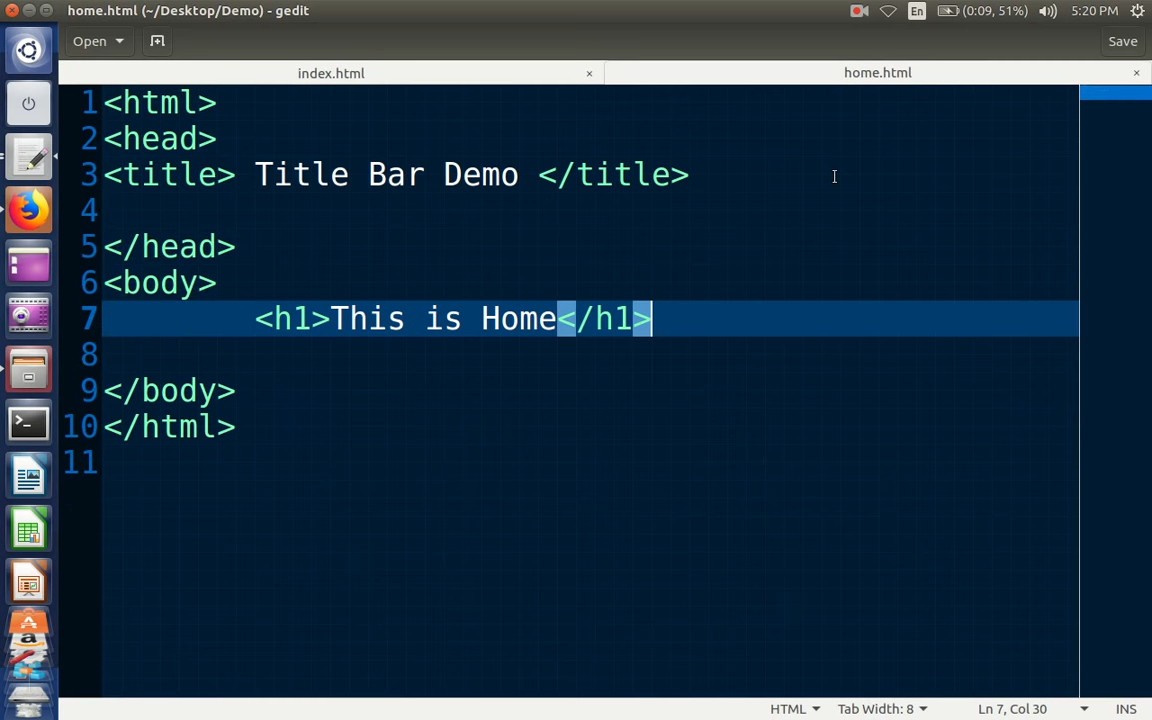 home.html (~/Desktop/Demo) - gedit
En (0:09, 51%) 5:20 PM
Open Save
index.html × home.html ×
1 <html>
2 <head>
3 <title> Title Bar Demo </title>
4
5 </head>
6 <body>
7 <h1>This is Home</h1>
8
9 </body>
10 </html>
11
HTML Tab Width: 8 Ln 7, Col 30 INS